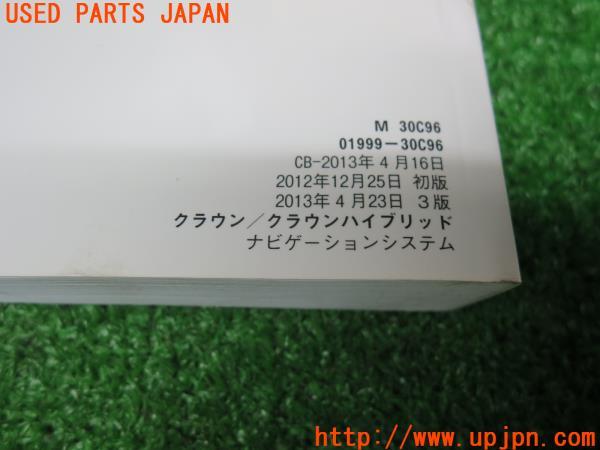 USED PARTS JAPAN
M 30C96
01999-30C96
CB-2013年4月16日
2012年12月25日 初版
2013年4月23日 3版
クラウン/クラウンハイブリッド
ナビゲーションシステム
http://www.upjpn.com